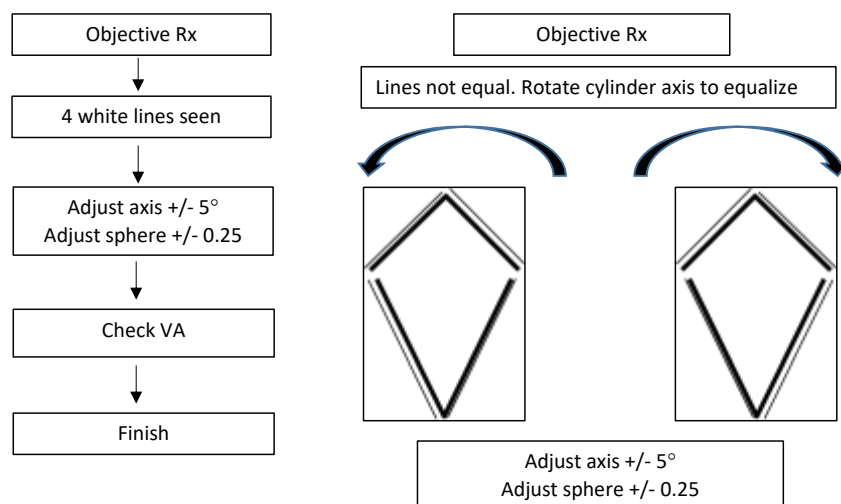 Objective Rx
4 white lines seen
Adjust axis +/- 5°
Adjust sphere +/- 0.25
Check VA
Finish
Objective Rx
Lines not equal. Rotate cylinder axis to equalize
Adjust axis +/- 5°
Adjust sphere +/- 0.25